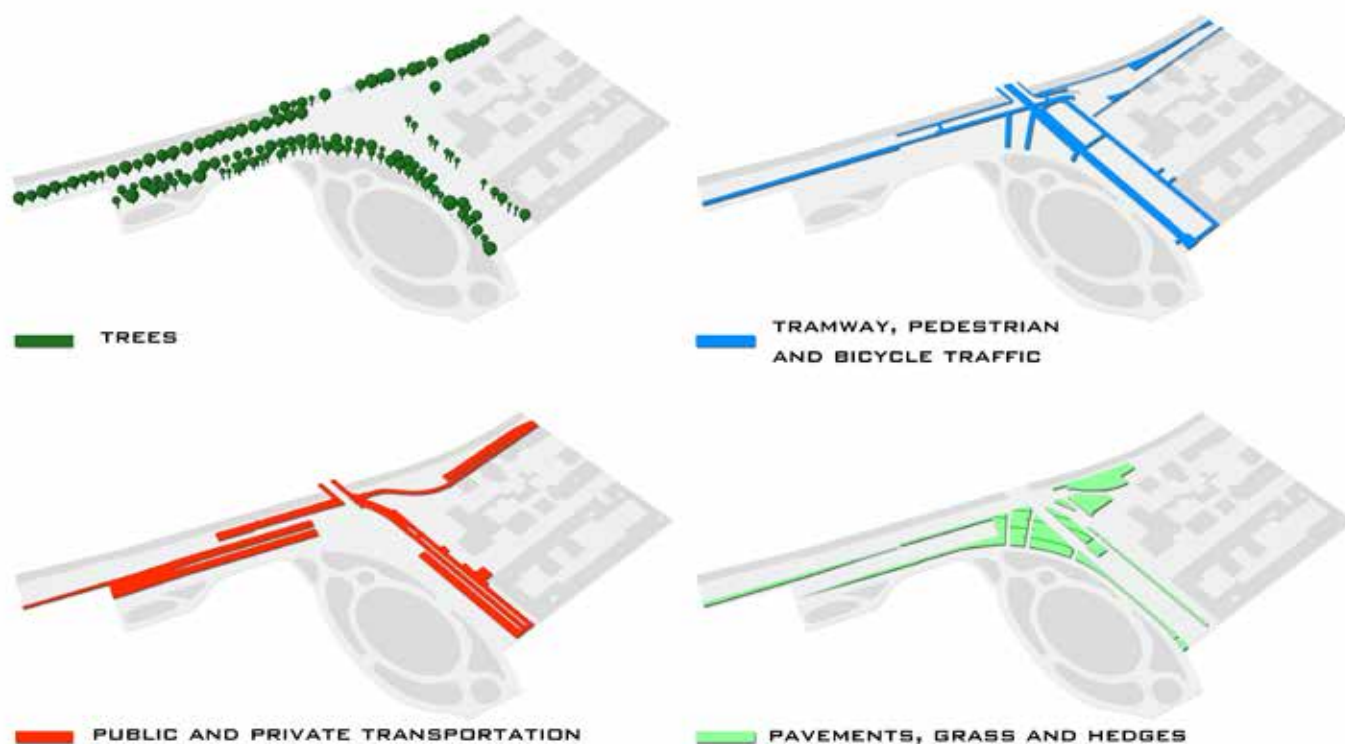 TREES
TRAMWAY, PEDESTRIAN
AND BICYCLE TRAFFIC
PUBLIC AND PRIVATE TRANSPORTATION
PAVEMENTS, GRASS AND HEDGES